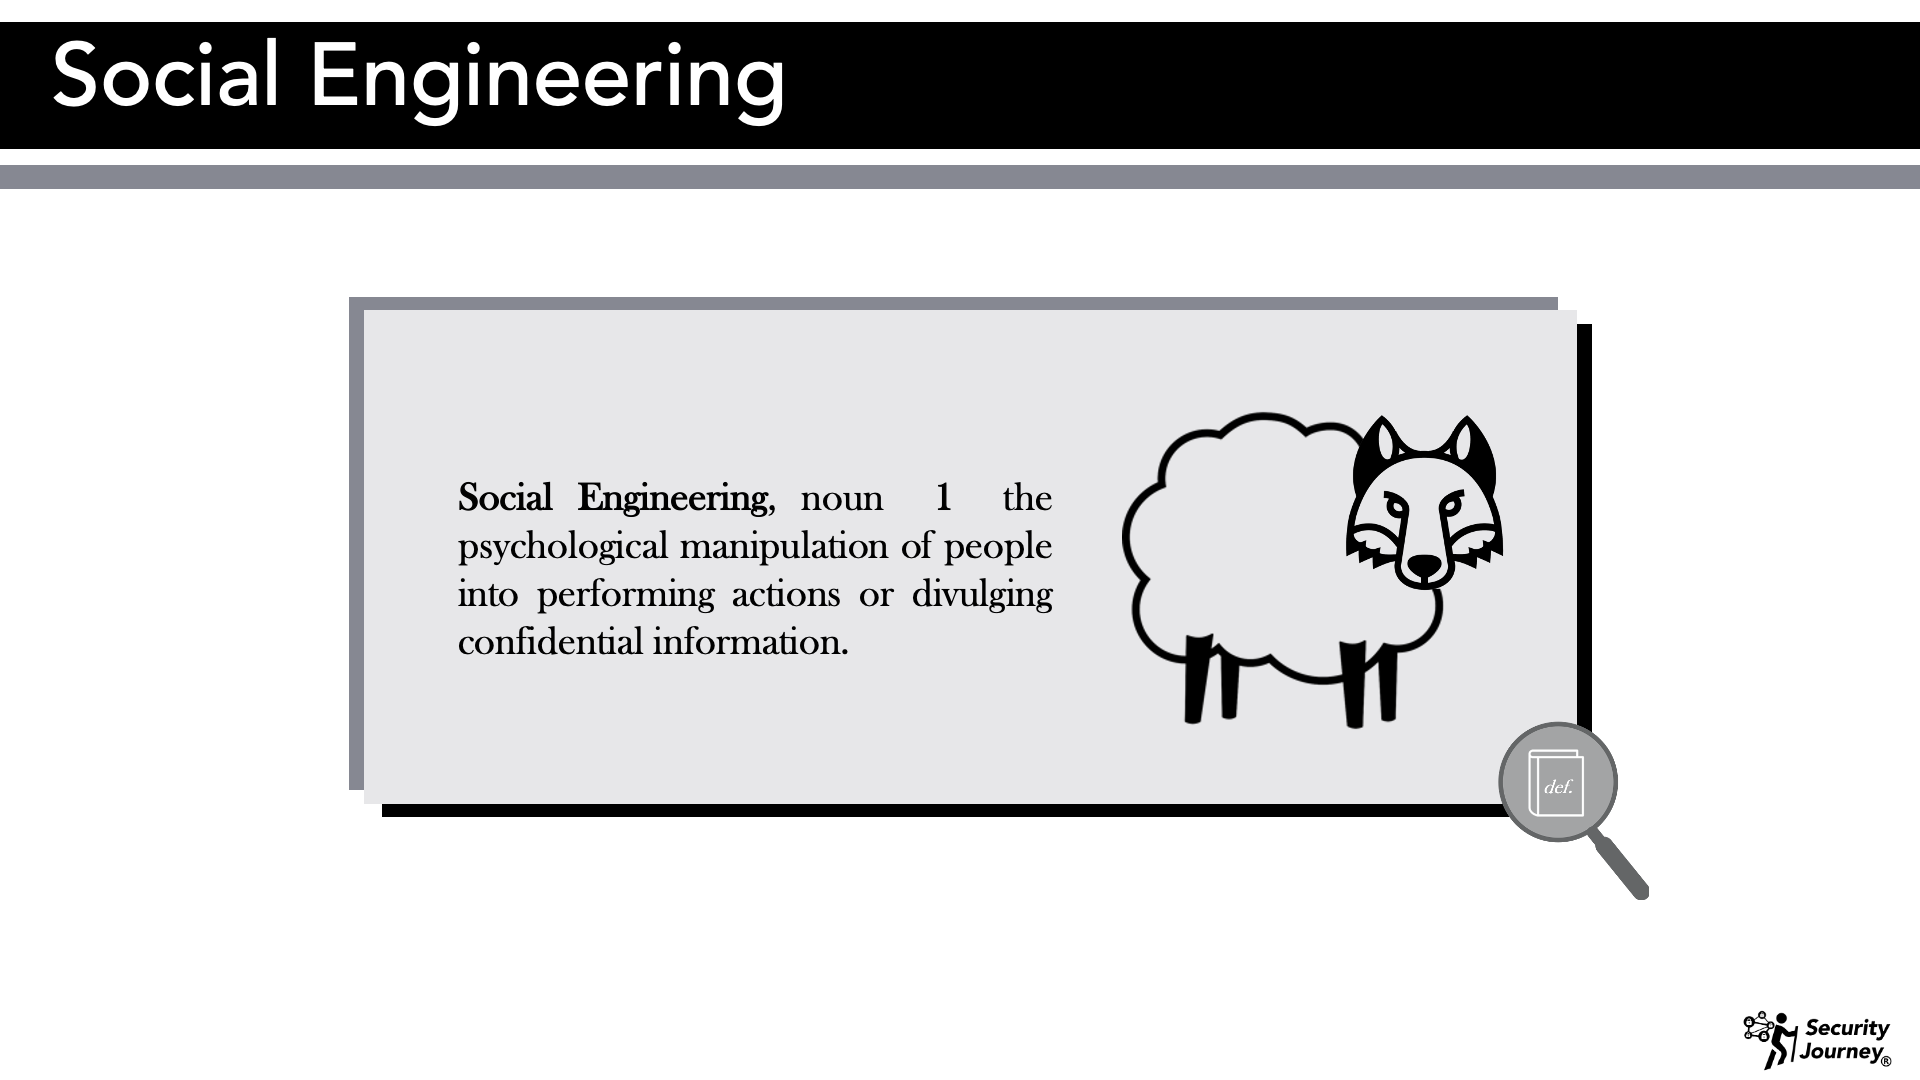 Social Engineering
Social Engineering, noun 1 the
psychological manipulation of people
into performing actions or divulging
confidential information.
def.
Security
Journey®